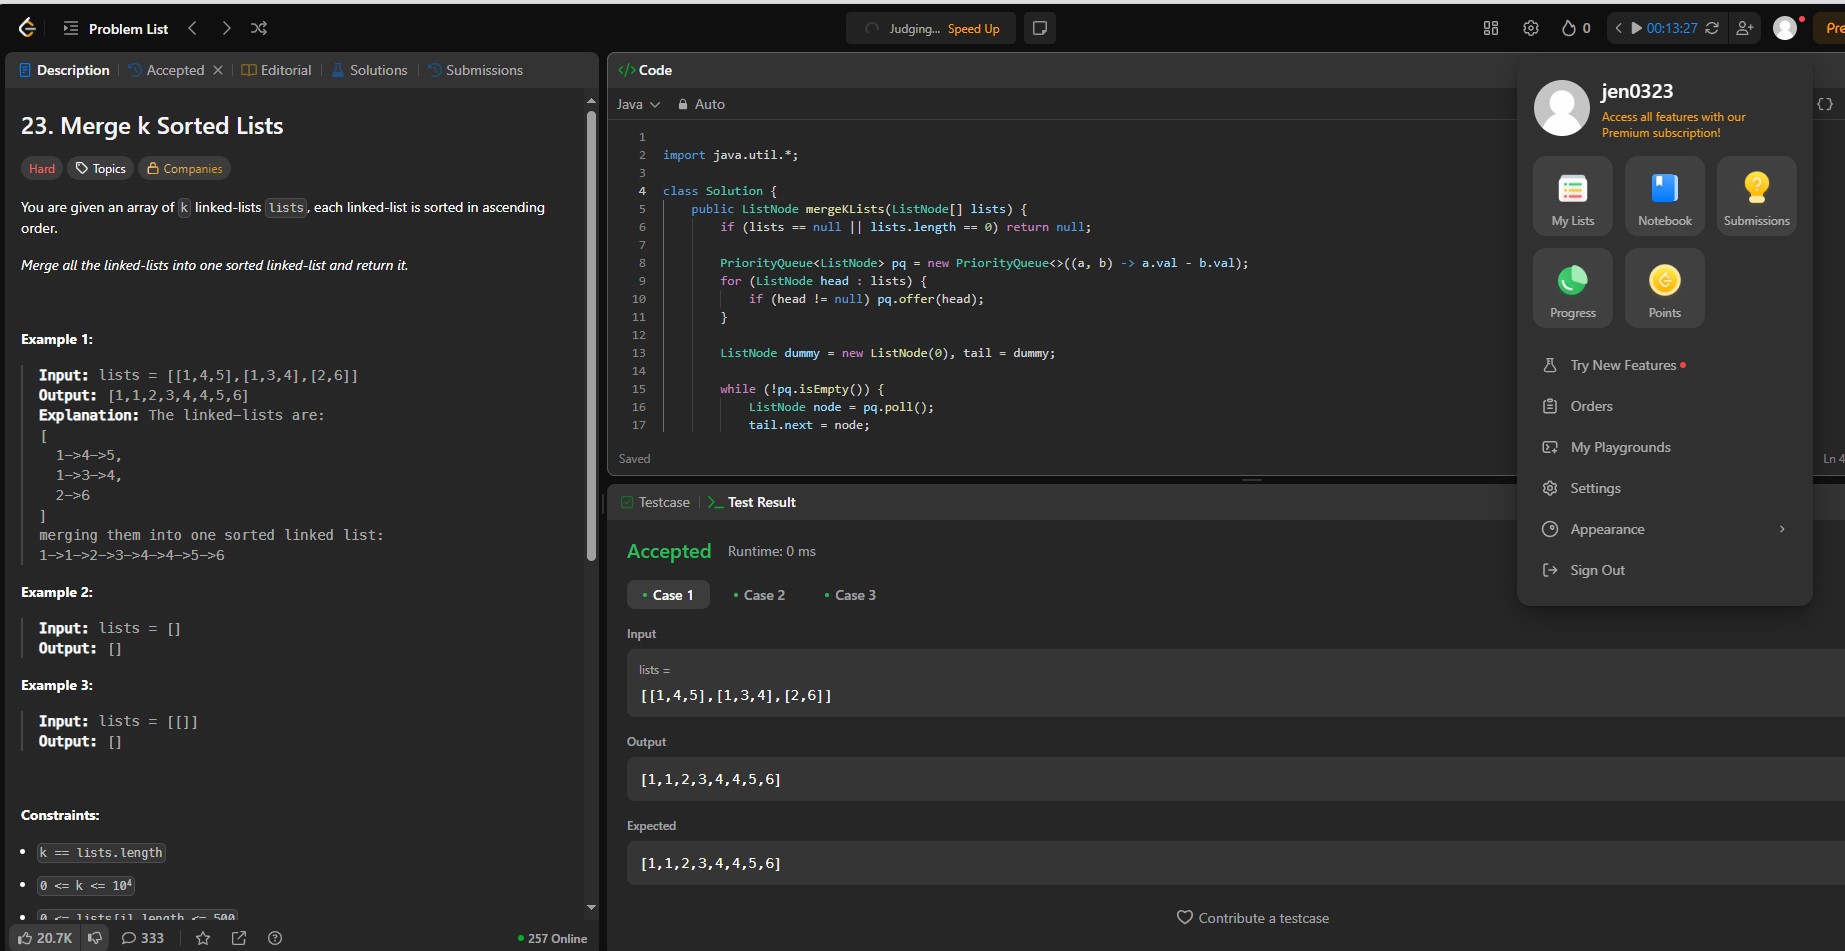 Problem List
Judging... Speed Up
0
00:13:27
Description
Accepted
Editorial
Solutions
Submissions
23. Merge k Sorted Lists
Hard
Topics
Companies
You are given an array of k linked-lists lists, each linked-list is sorted in ascending
order.
Merge all the linked-lists into one sorted linked-list and return it.
Example 1:
Input: lists = [[1,4,5],[1,3,4],[2,6]]
Output: [1,1,2,3,4,4,5,6]
Explanation: The linked-lists are:
[
1->4->5,
1->3->4,
2->6
]
merging them into one sorted linked list:
1->1->2->3->4->4->5->6
Example 2:
Input: lists = []
Output: []
Example 3:
Input: lists = [[]]
Output: []
Constraints:
k == lists.length
0 <= k <= 10⁴
0 <= lists[i].length <= 500
20.7K
333
257 Online
</> Code
Java
Auto
{}
1
2 import java.util.*;
3
4 class Solution {
5 public ListNode mergeKLists(ListNode[] lists) {
6 if (lists == null || lists.length == 0) return null;
7
8 PriorityQueue<ListNode> pq = new PriorityQueue<>((a, b) -> a.val - b.val);
9 for (ListNode head : lists) {
10 if (head != null) pq.offer(head);
11 }
12
13 ListNode dummy = new ListNode(0), tail = dummy;
14
15 while (!pq.isEmpty()) {
16 ListNode node = pq.poll();
17 tail.next = node;
Saved
Ln 4
Testcase
>_ Test Result
Accepted Runtime: 0 ms
Case 1
Case 2
Case 3
Input
lists =
[[1,4,5],[1,3,4],[2,6]]
Output
[1,1,2,3,4,4,5,6]
Expected
[1,1,2,3,4,4,5,6]
Contribute a testcase
jen0323
Access all features with our
Premium subscription!
My Lists
Notebook
Submissions
Progress
Points
Try New Features
Orders
My Playgrounds
Settings
Appearance
Sign Out